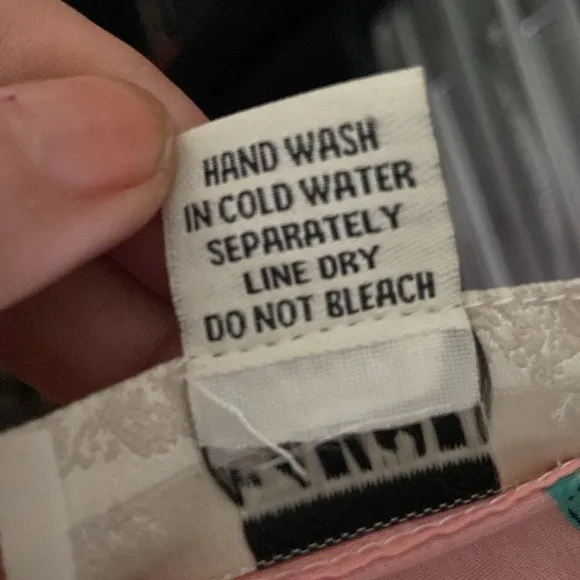 HAND WASH
IN COLD WATER
SEPARATELY
LINE DRY
DO NOT BLEACH